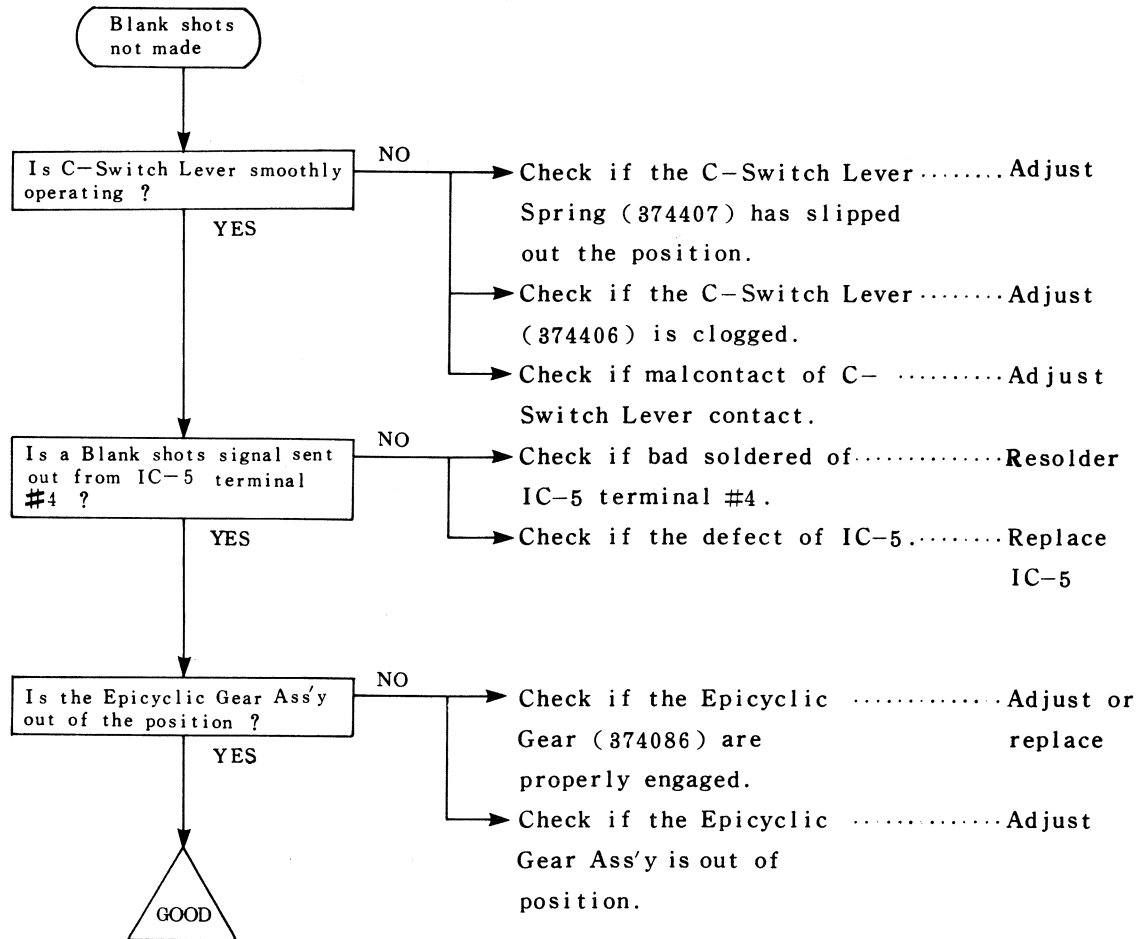 Blank shots
not made
Is C-Switch Lever smoothly
operating ?
NO
YES
Check if the C-Switch Lever ........ Adjust
Spring (374407) has slipped
out the position.
Check if the C-Switch Lever ........ Adjust
(374406) is clogged.
Check if malcontact of C- .......... Adjust
Switch Lever contact.
Is a Blank shots signal sent
out from IC-5 terminal
#4 ?
NO
YES
Check if bad soldered of ............. Resolder
IC-5 terminal #4.
Check if the defect of IC-5. ........ Replace
IC-5
Is the Epicyclic Gear Ass'y
out of the position ?
NO
YES
Check if the Epicyclic ............. Adjust or
Gear (374086) are replace
properly engaged.
Check if the Epicyclic ............. Adjust
Gear Ass'y is out of
position.
GOOD